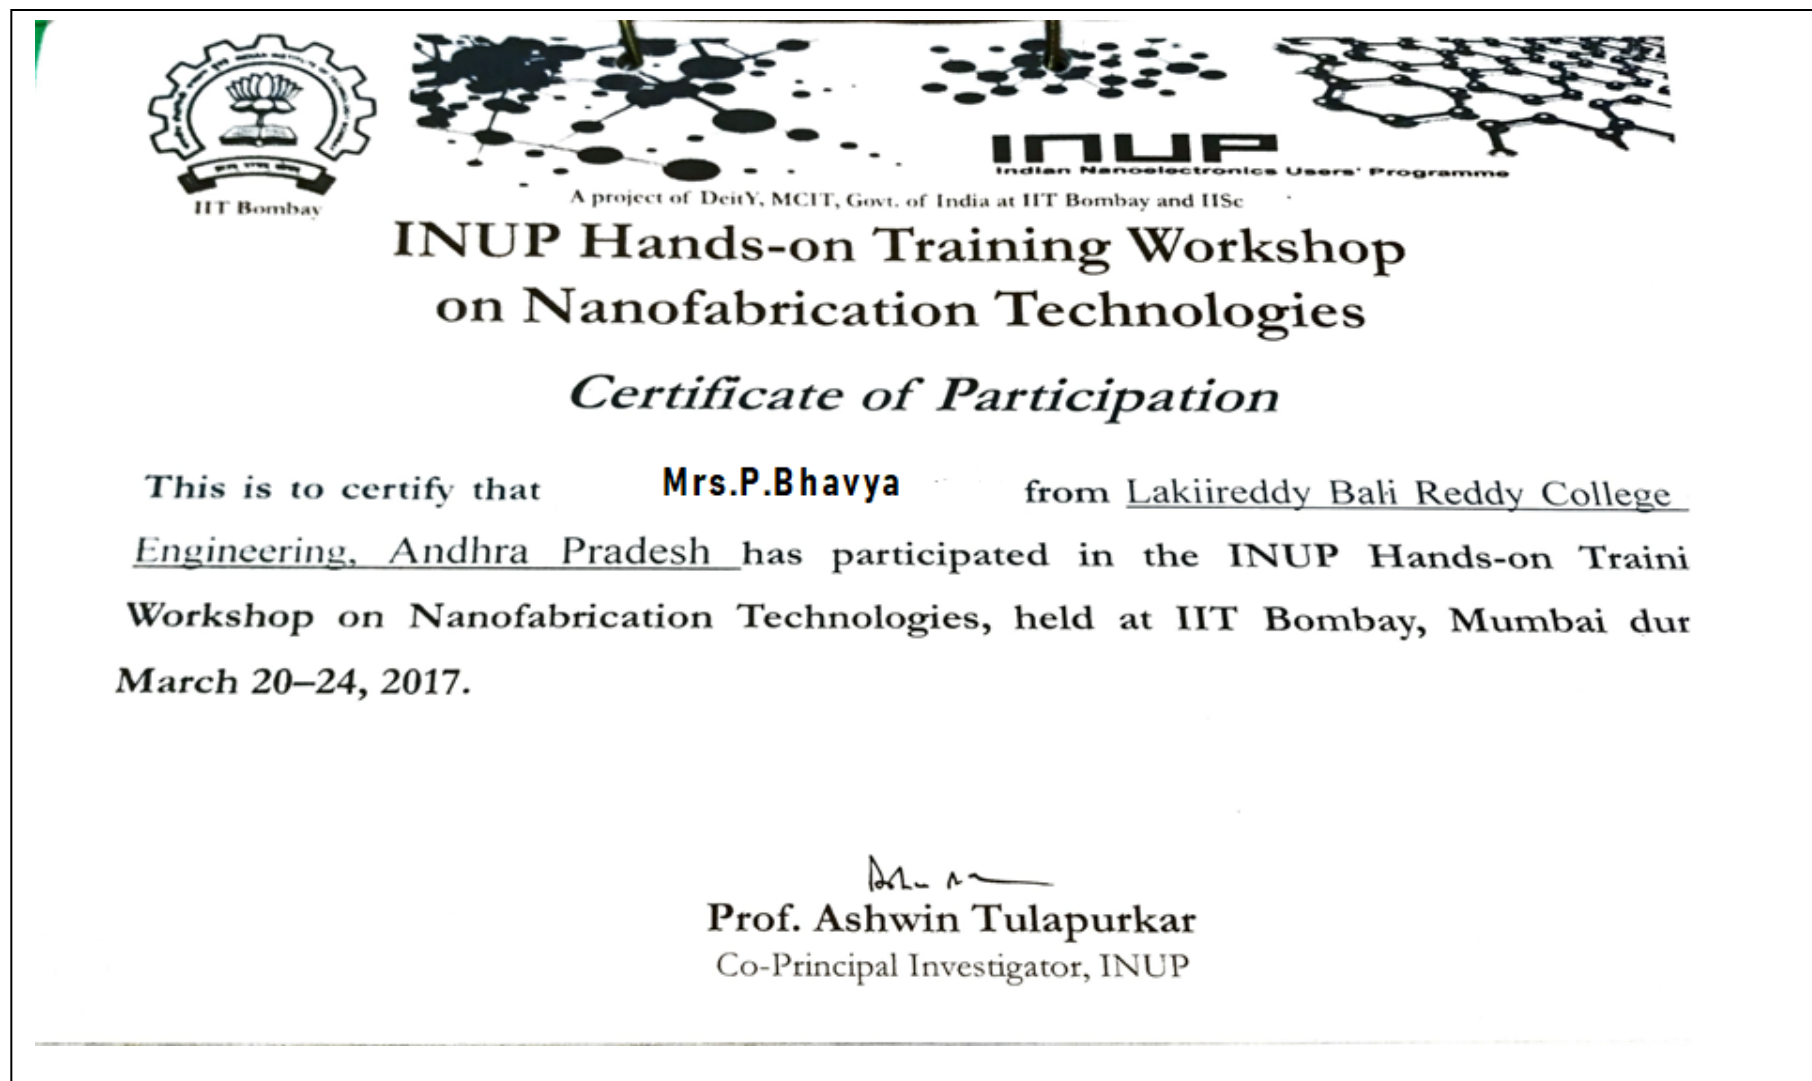 IIT Bombay
INUP
Indian Nanoelectronics Users' Programme
A project of DeitY, MCIT, Govt. of India at IIT Bombay and IISc
INUP Hands-on Training Workshop
on Nanofabrication Technologies
Certificate of Participation
This is to certify that Mrs.P.Bhavya from Lakiireddy Bali Reddy College
Engineering, Andhra Pradesh has participated in the INUP Hands-on Traini
Workshop on Nanofabrication Technologies, held at IIT Bombay, Mumbai dur
March 20–24, 2017.
Prof. Ashwin Tulapurkar
Co-Principal Investigator, INUP